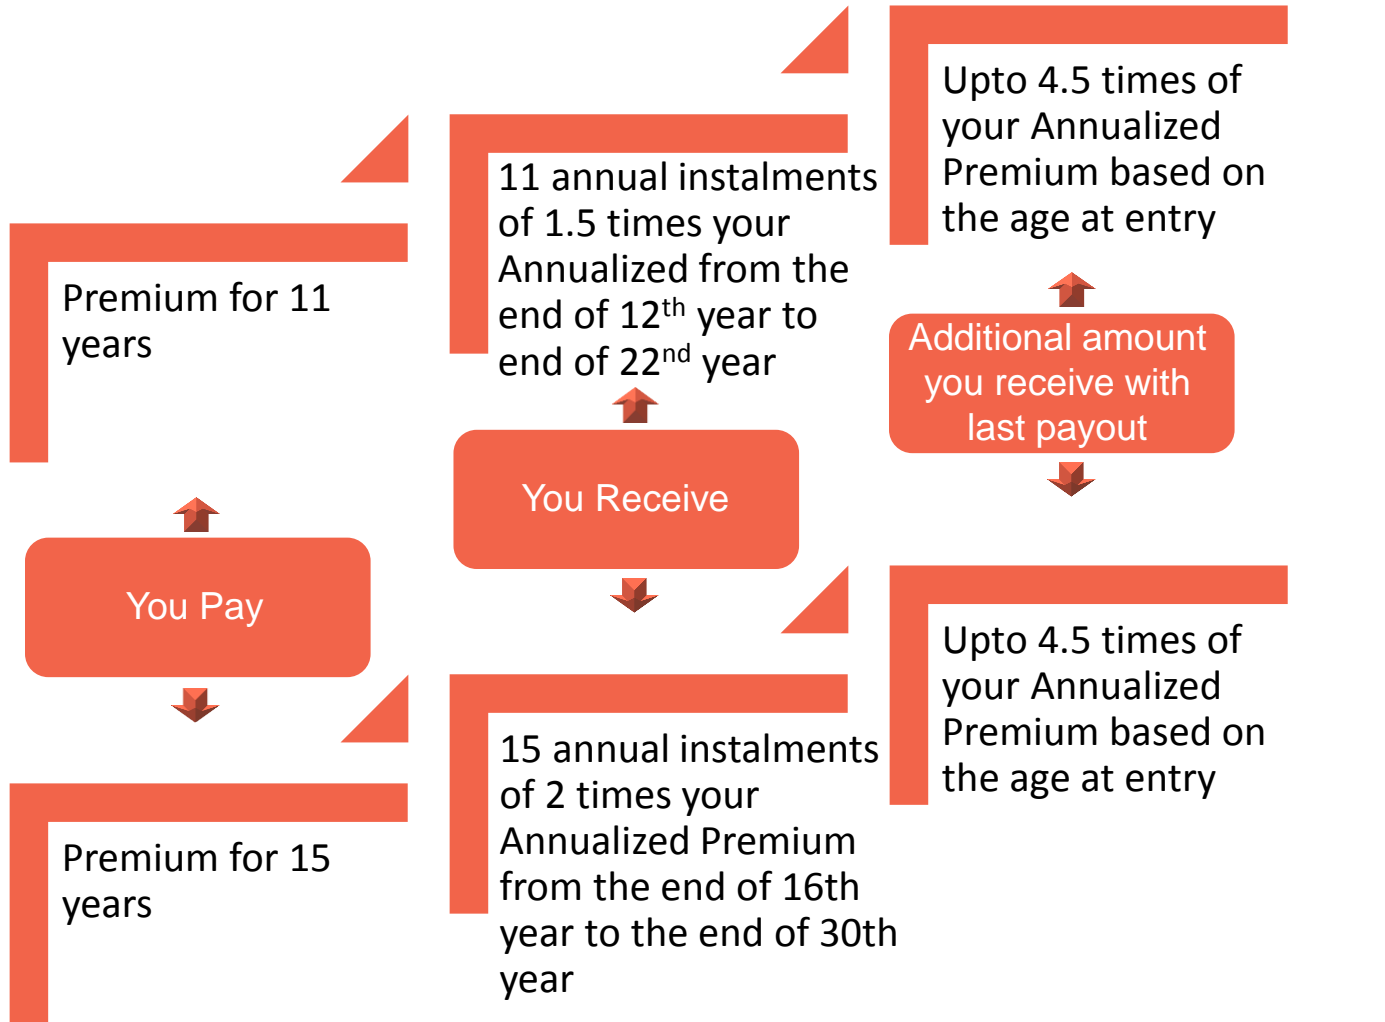 Premium for 11
years
11 annual instalments
of 1.5 times your
Annualized from the
end of 12th year to
end of 22nd year
Upto 4.5 times of
your Annualized
Premium based on
the age at entry
You Pay
You Receive
Additional amount
you receive with
last payout
Premium for 15
years
15 annual instalments
of 2 times your
Annualized Premium
from the end of 16th
year to the end of 30th
year
Upto 4.5 times of
your Annualized
Premium based on
the age at entry